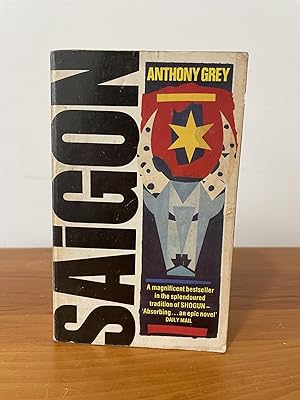 SAiGON
ANTHONY GREY
A magnificent bestseller
in the splendoured
tradition of SHOGUN–
'Absorbing... an epic novel'
DAILY MAIL